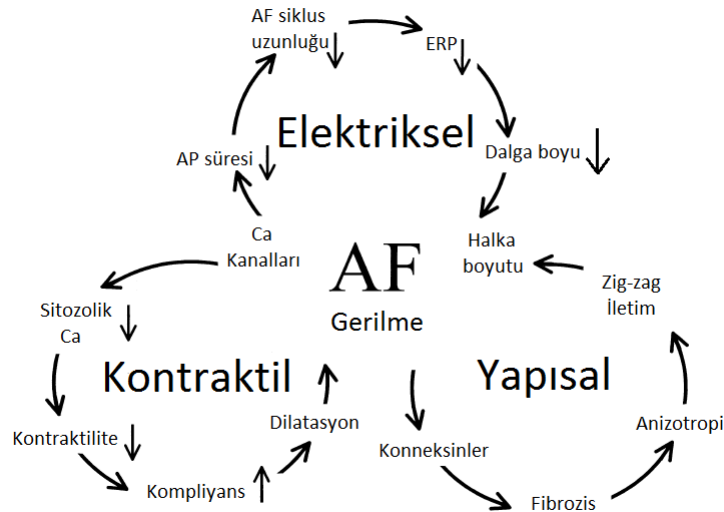 AF siklus
uzunluğu
ERP
Elektriksel
AP süresi
Dalga boyu
Ca
Kanalları
AF
Gerilme
Halka
boyutu
Zig-zag
İletim
Sitozolik
Ca
Kontraktil
Yapısal
Dilatasyon
Kontraktilite
Kompliyans
Konneksinler
Anizotropi
Fibrozis